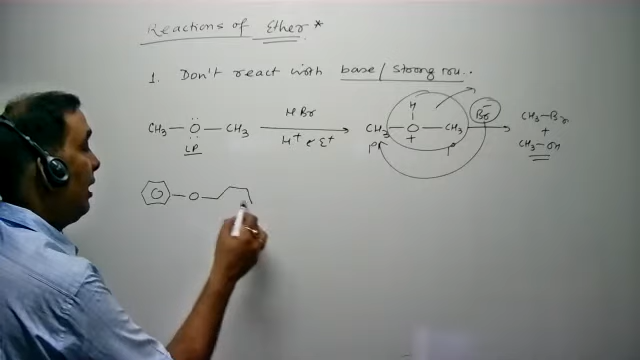 Reactions of Ether *
1. Don't react with base / strong nu..
CH₃ — O — CH₃
LP
HBr
H⁺ e E⁺
H
CH₃ — O — CH₃
+
Br⁻
pr
p
CH₃—Br
+
CH₃—OH
O — O